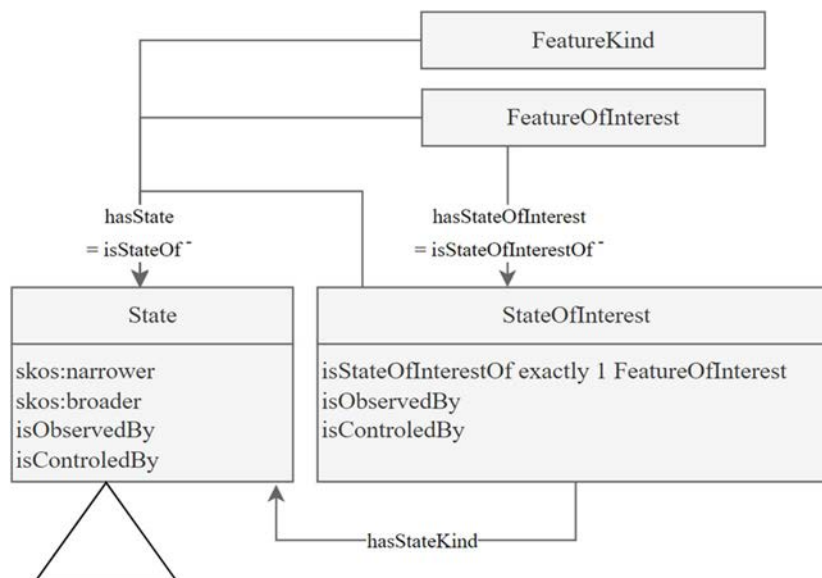 FeatureKind
FeatureOfInterest
hasState
= isStateOf -
hasStateOfInterest
= isStateOfInterestOf -
State
skos:narrower
skos:broader
isObservedBy
isControledBy
StateOfInterest
isStateOfInterestOf exactly 1 FeatureOfInterest
isObservedBy
isControledBy
hasStateKind